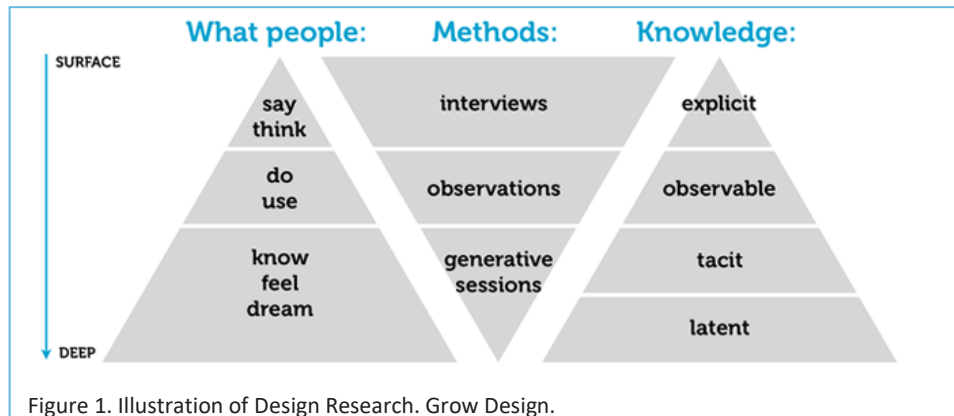 What people:
Methods:
Knowledge:
SURFACE
say
think
interviews
explicit
do
use
observations
observable
know
feel
dream
generative
sessions
tacit
latent
DEEP
Figure 1. Illustration of Design Research. Grow Design.